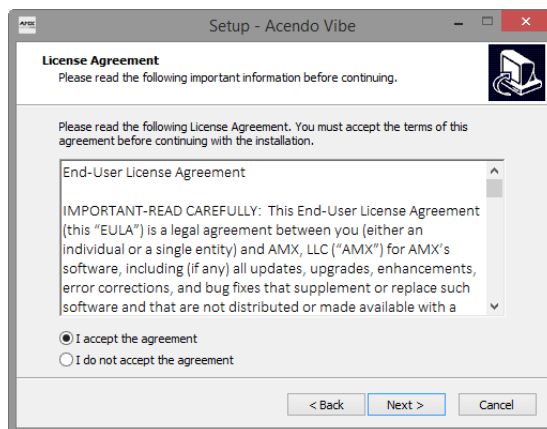 AMX
Setup - Acendo Vibe
License Agreement
Please read the following important information before continuing.
Please read the following License Agreement. You must accept the terms of this
agreement before continuing with the installation.
End-User License Agreement
IMPORTANT-READ CAREFULLY:  This End-User License Agreement
(this “EULA”) is a legal agreement between you (either an
individual or a single entity) and AMX, LLC (“AMX”) for AMX’s
software, including (if any) all updates, upgrades, enhancements,
error corrections, and bug fixes that supplement or replace such
software and that are not distributed or made available with a
I accept the agreement
I do not accept the agreement
< Back
Next >
Cancel